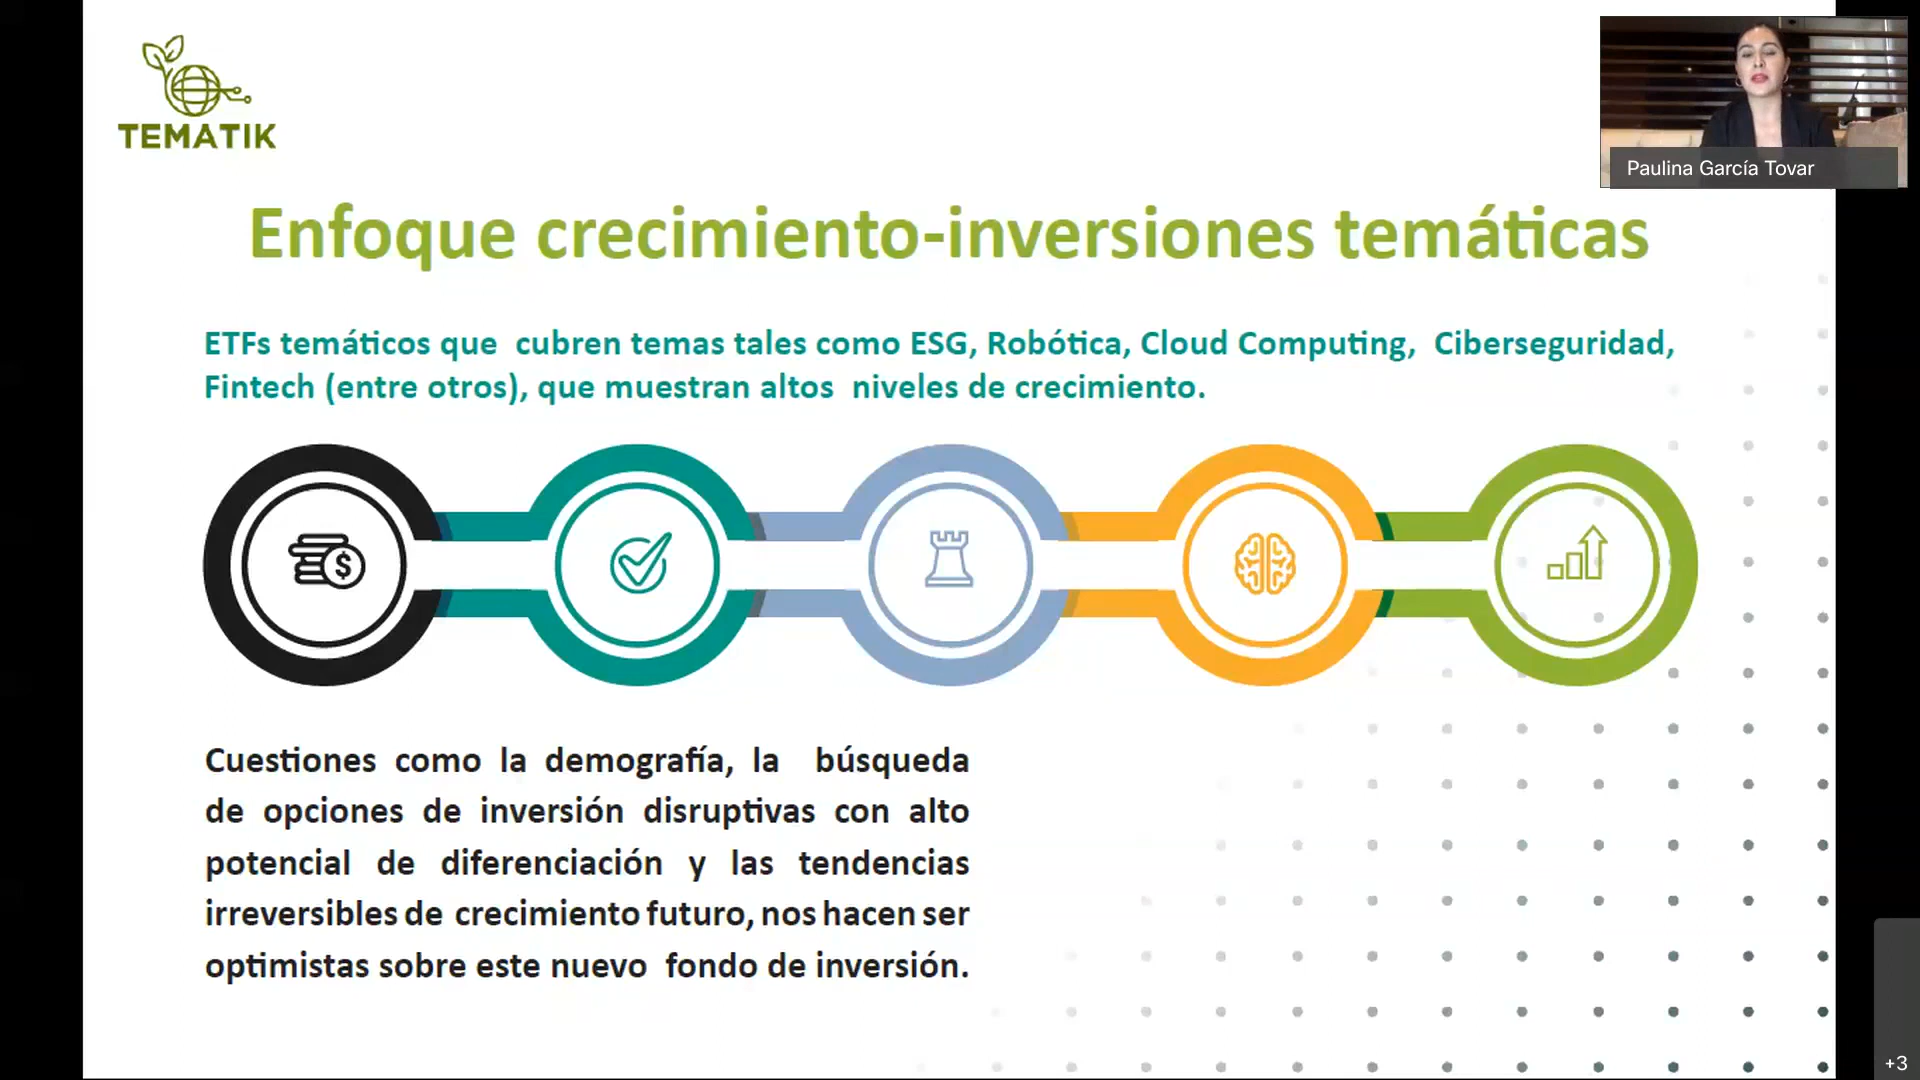 TEMATIK
Paulina García Tovar
Enfoque crecimiento-inversiones temáticas
ETFs temáticos que cubren temas tales como ESG, Robótica, Cloud Computing, Ciberseguridad,
Fintech (entre otros), que muestran altos niveles de crecimiento.
$
Cuestiones como la demografía, la búsqueda
de opciones de inversión disruptivas con alto
potencial de diferenciación y las tendencias
irreversibles de crecimiento futuro, nos hacen ser
optimistas sobre este nuevo fondo de inversión.
+3